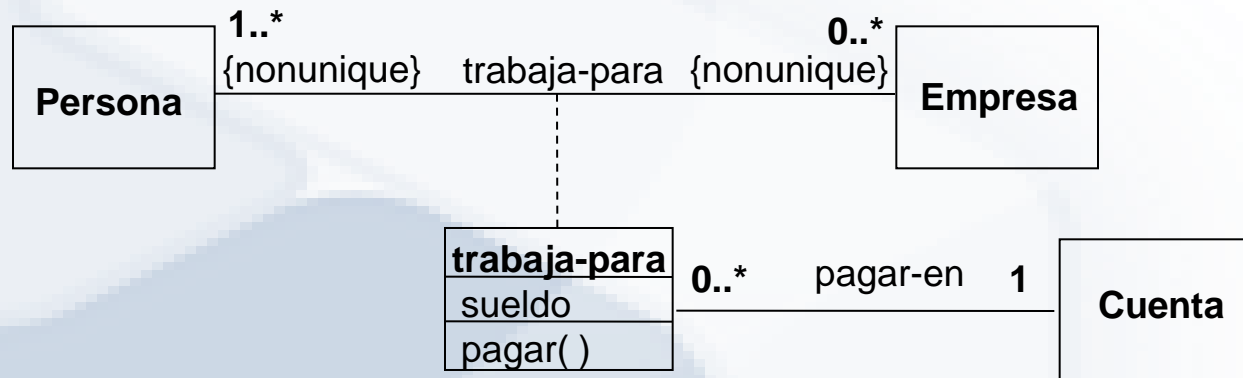 1..*
0..*
{nonunique}
trabaja-para
{nonunique}
Persona
Empresa
trabaja-para
sueldo
pagar( )
0..*
pagar-en
1
Cuenta